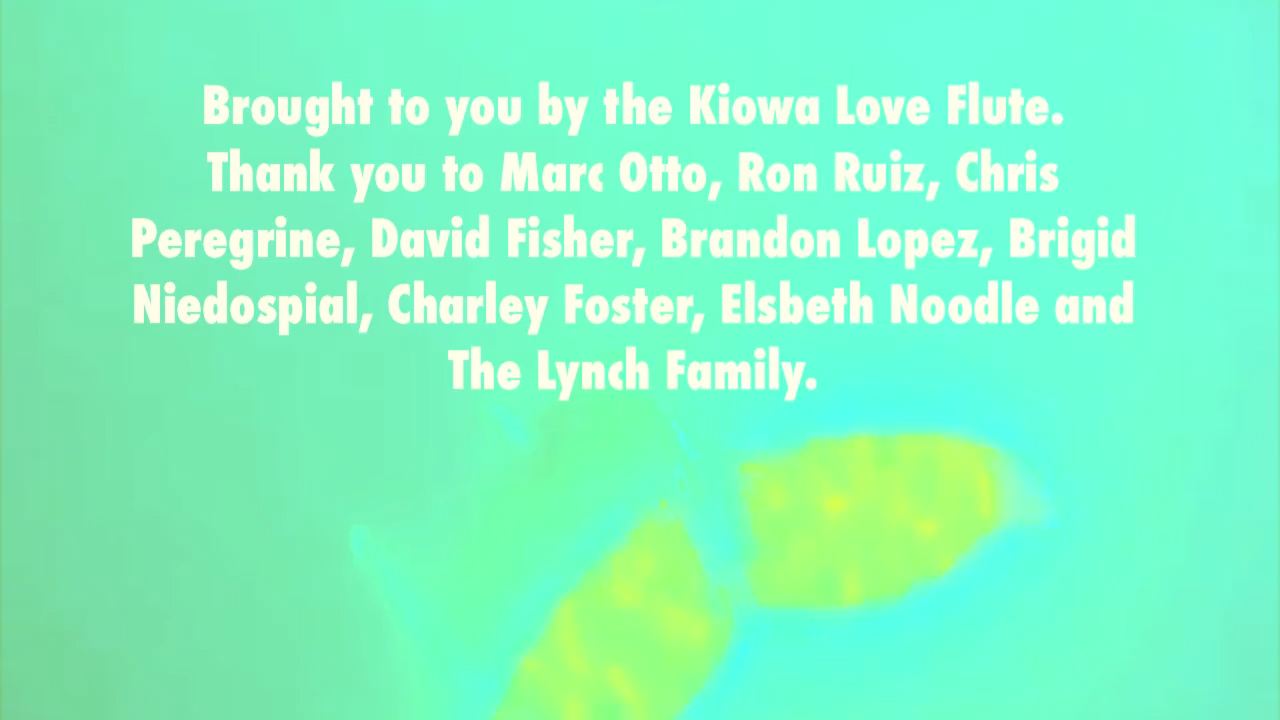 Brought to you by the Kiowa Love Flute.
Thank you to Marc Otto, Ron Ruiz, Chris
Peregrine, David Fisher, Brandon Lopez, Brigid
Niedospial, Charley Foster, Elsbeth Noodle and
The Lynch Family.